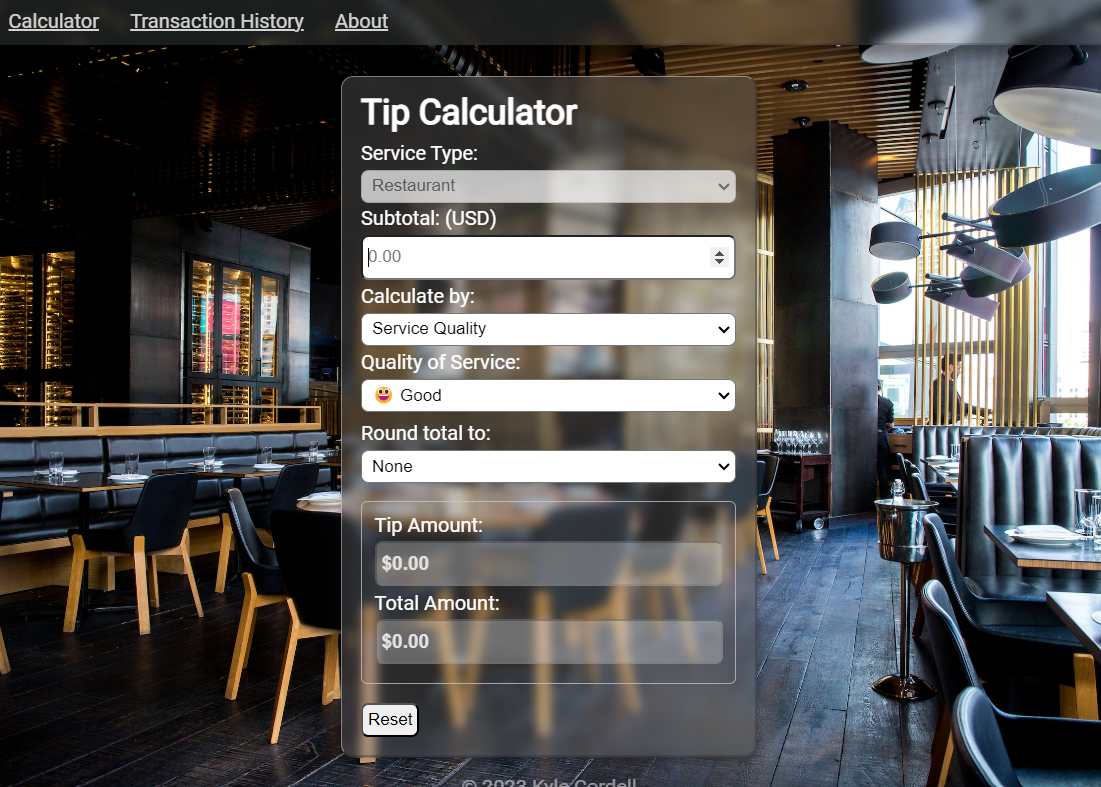 Calculator Transaction History About
Tip Calculator
Service Type:
Restaurant
Subtotal: (USD)
0.00
Calculate by:
Service Quality
Quality of Service:
😃 Good
Round total to:
None
Tip Amount:
$0.00
Total Amount:
$0.00
Reset
© 2023 Kyle Cordell